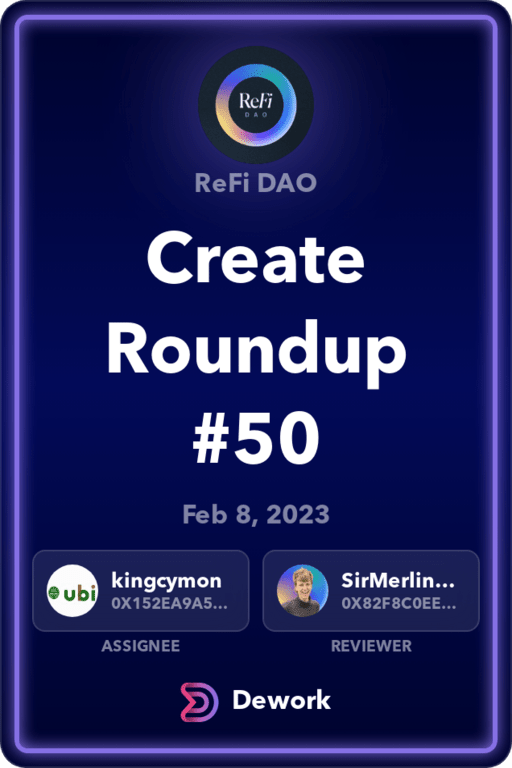 ReFi
DAO
ReFi DAO
Create
Roundup
#50
Feb 8, 2023
ubi
kingcymon
0X152EA9A5...
ASSIGNEE
SirMerlin...
0X82F8C0EE...
REVIEWER
Dework